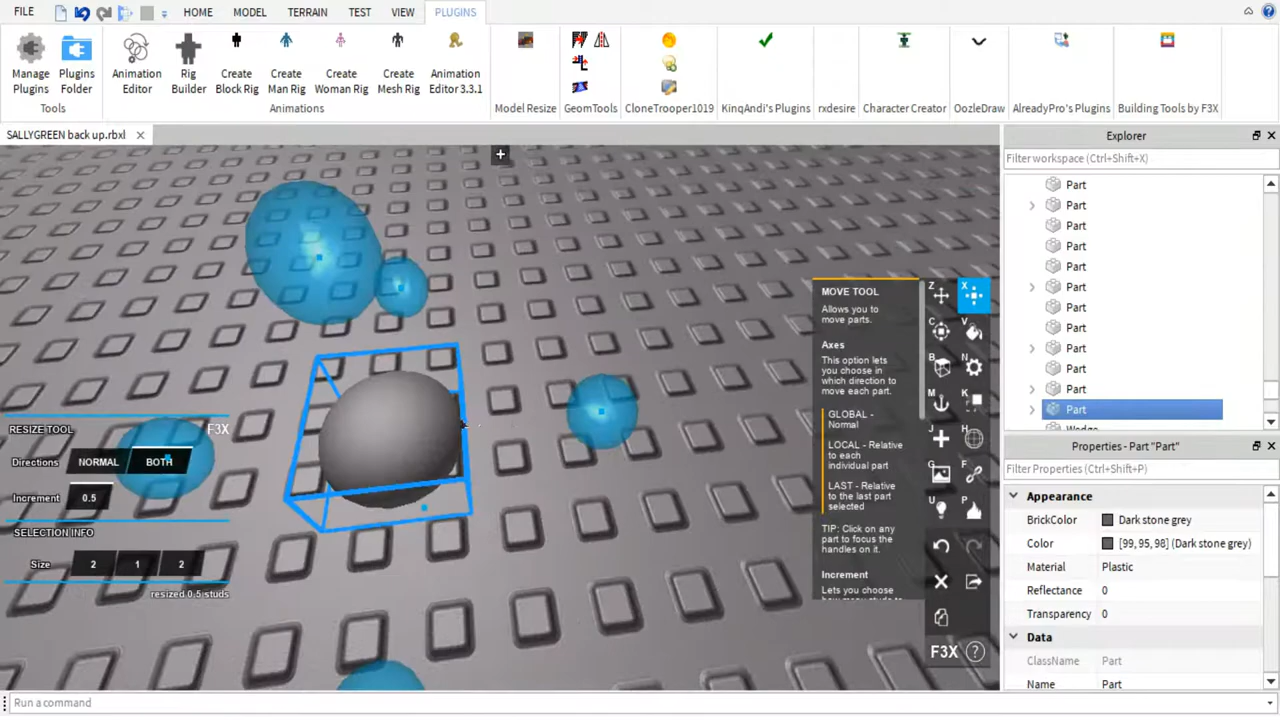 FILE
HOME
MODEL
TERRAIN
TEST
VIEW
PLUGINS
Manage Plugins
Plugins Folder
Animation Editor
Rig Builder
Create Block Rig
Create Man Rig
Create Woman Rig
Create Mesh Rig
Animation Editor 3.3.1
Tools
Animations
Model Resize
GeomTools
CloneTrooper1019
KinqAndi's Plugins
rxdesire
Character Creator
OozleDraw
AlreadyPro's Plugins
Building Tools by F3X
SALLYGREEN back up.rbxl
RESIZE TOOL
F3X
Directions NORMAL BOTH
Increment 0.5
SELECTION INFO
Size 2 1 2
resized 0.5 studs
MOVE TOOL
Allows you to
move parts.
Axes
This option lets
you choose in
which direction to
move each part.
GLOBAL -
Normal
LOCAL - Relative
to each
individual part
LAST - Relative
to the last part
selected
TIP: Click on any
part to focus the
handles on it.
Increment
Lets you choose
Z X
C V
B N
M K
J H
G F
U P
F3X ?
Explorer
Filter workspace (Ctrl+Shift+X)
Part
Part
Part
Part
Part
Part
Part
Part
Part
Part
Part
Part
Wedge
Properties - Part "Part"
Filter Properties (Ctrl+Shift+P)
Appearance
BrickColor Dark stone grey
Color [99, 95, 98] (Dark stone grey)
Material Plastic
Reflectance 0
Transparency 0
Data
ClassName Part
Name Part
Run a command